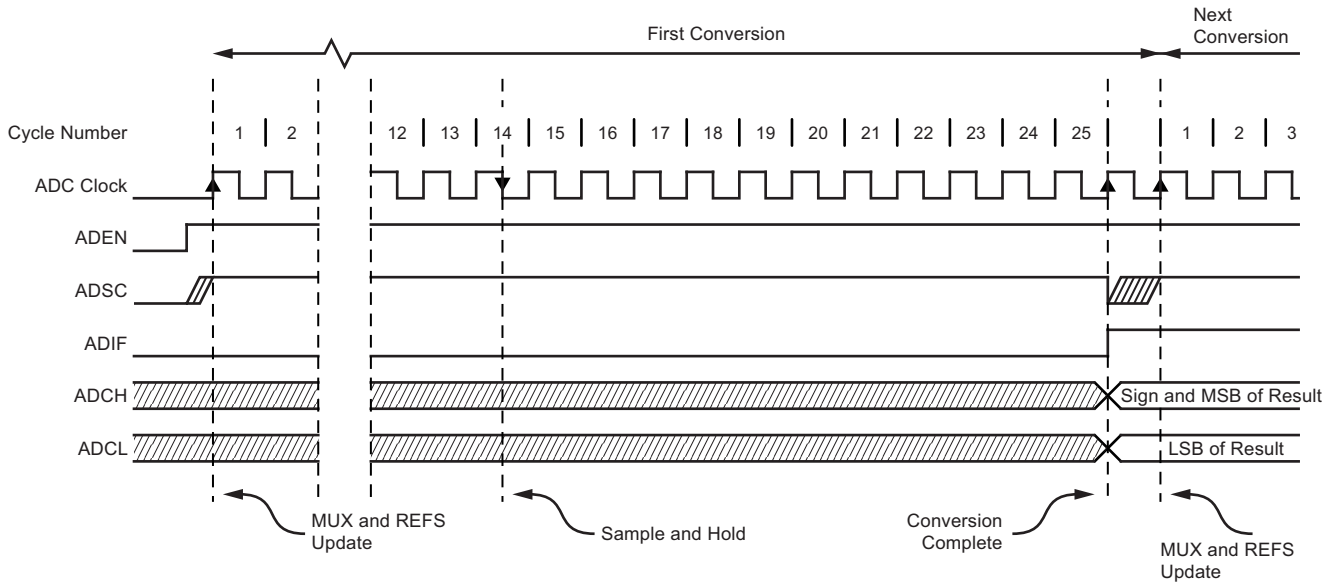 First Conversion
Next
Conversion
Cycle Number 1 2 12 13 14 15 16 17 18 19 20 21 22 23 24 25 1 2 3
ADC Clock
ADEN
ADSC
ADIF
ADCH Sign and MSB of Result
ADCL LSB of Result
MUX and REFS
Update
Sample and Hold
Conversion
Complete
MUX and REFS
Update